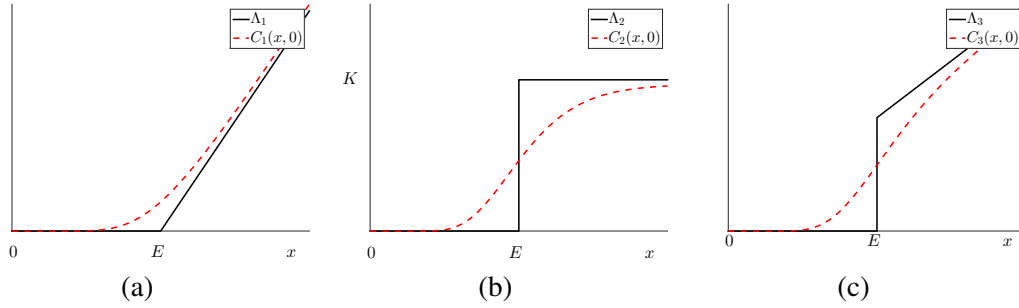 Λ₁
C₁(x, 0)
0
E
x
(a)
K
Λ₂
C₂(x, 0)
0
E
x
(b)
Λ₃
C₃(x, 0)
0
E
x
(c)